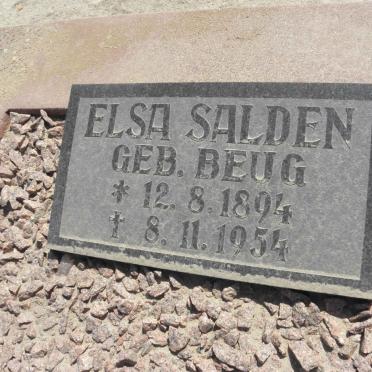 ELSA SALDEN
GEB. BEUG
* 12. 8. 1894
† 8. 11. 1954